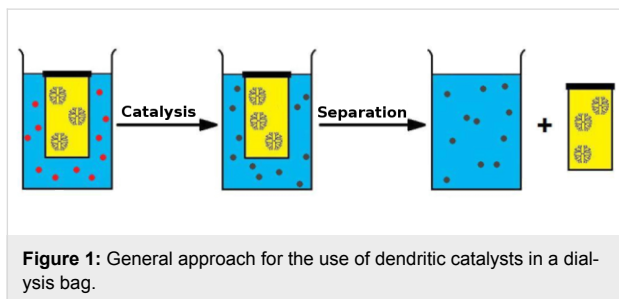 Catalysis
Separation
+
Figure 1: General approach for the use of dendritic catalysts in a dial-
ysis bag.